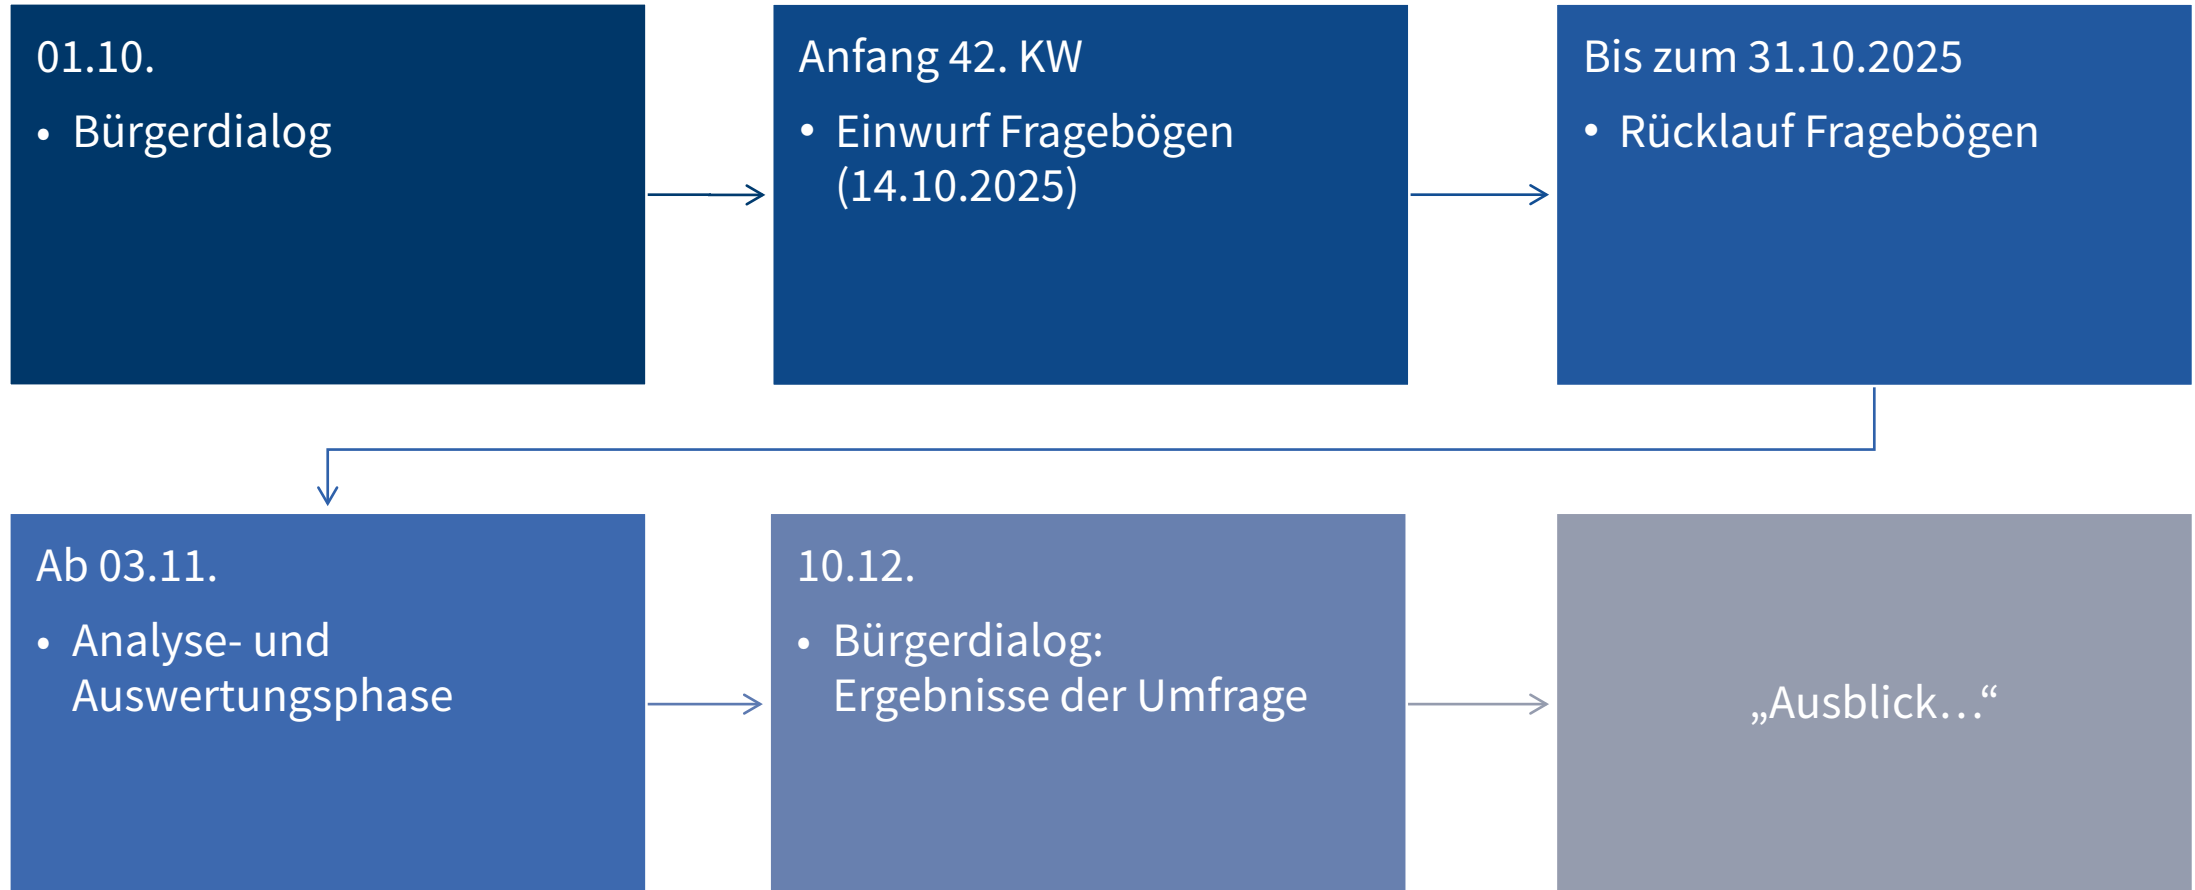 01.10.
• Bürgerdialog
Anfang 42. KW
• Einwurf Fragebögen
(14.10.2025)
Bis zum 31.10.2025
• Rücklauf Fragebögen
Ab 03.11.
• Analyse- und
Auswertungsphase
10.12.
• Bürgerdialog:
Ergebnisse der Umfrage
„Ausblick…“